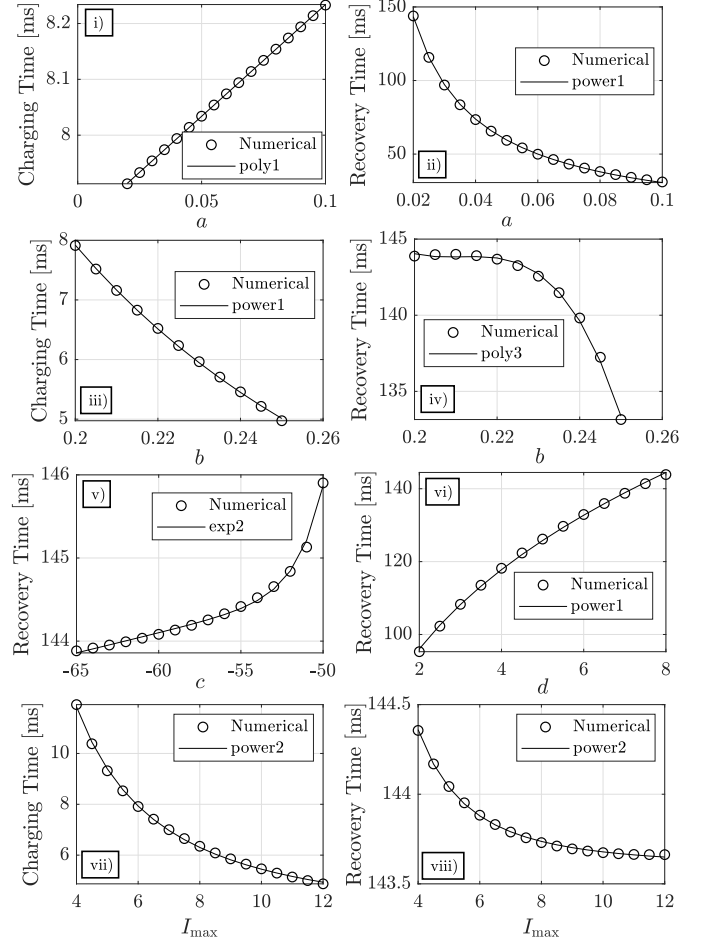 8.2
8.1
8
Charging Time [ms]
i)
Numerical
poly1
0
0.05
0.1
a
150
100
50
Recovery Time [ms]
Numerical
power1
ii)
0.02
0.04
0.06
0.08
0.1
a
8
7
6
5
Charging Time [ms]
Numerical
power1
iii)
0.2
0.22
0.24
0.26
b
145
140
135
Recovery Time [ms]
Numerical
poly3
iv)
0.2
0.22
0.24
0.26
b
146
145
144
Recovery Time [ms]
v)
Numerical
exp2
-65
-60
-55
-50
c
140
120
100
Recovery Time [ms]
vi)
Numerical
power1
2
4
6
8
d
10
8
6
Charging Time [ms]
Numerical
power2
vii)
4
6
8
10
12
I_max
144.5
144
143.5
Recovery Time [ms]
Numerical
power2
viii)
4
6
8
10
12
I_max